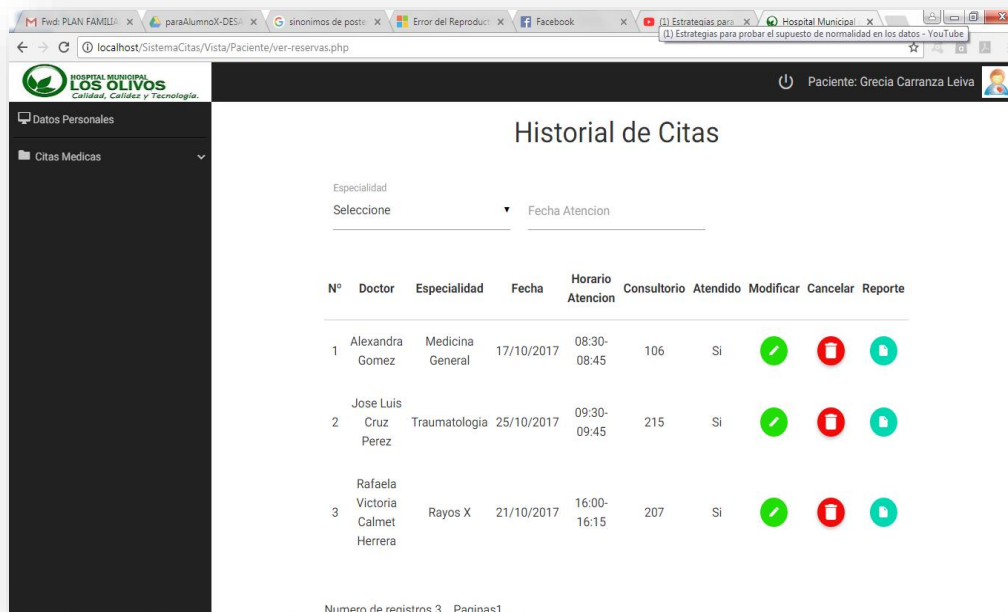 Fwd: PLAN FAMILIA
paraAlumnoX-DESA
sinonimos de poste
Error del Reproduct
Facebook
(1) Estrategias para
Hospital Municipal
(1) Estrategias para probar el supuesto de normalidad en los datos - YouTube
localhost/SistemaCitas/Vista/Paciente/ver-reservas.php
HOSPITAL MUNICIPAL
LOS OLIVOS
Calidad, Calidez y Tecnología.
Paciente: Grecia Carranza Leiva
Datos Personales
Citas Medicas
Historial de Citas
Especialidad
Seleccione
Fecha Atencion
Nº Doctor Especialidad Fecha Horario Atencion Consultorio Atendido Modificar Cancelar Reporte
1 Alexandra Gomez Medicina General 17/10/2017 08:30-08:45 106 Si
2 Jose Luis Cruz Perez Traumatologia 25/10/2017 09:30-09:45 215 Si
3 Rafaela Victoria Calmet Herrera Rayos X 21/10/2017 16:00-16:15 207 Si
Numero de registros 3 Paginas1